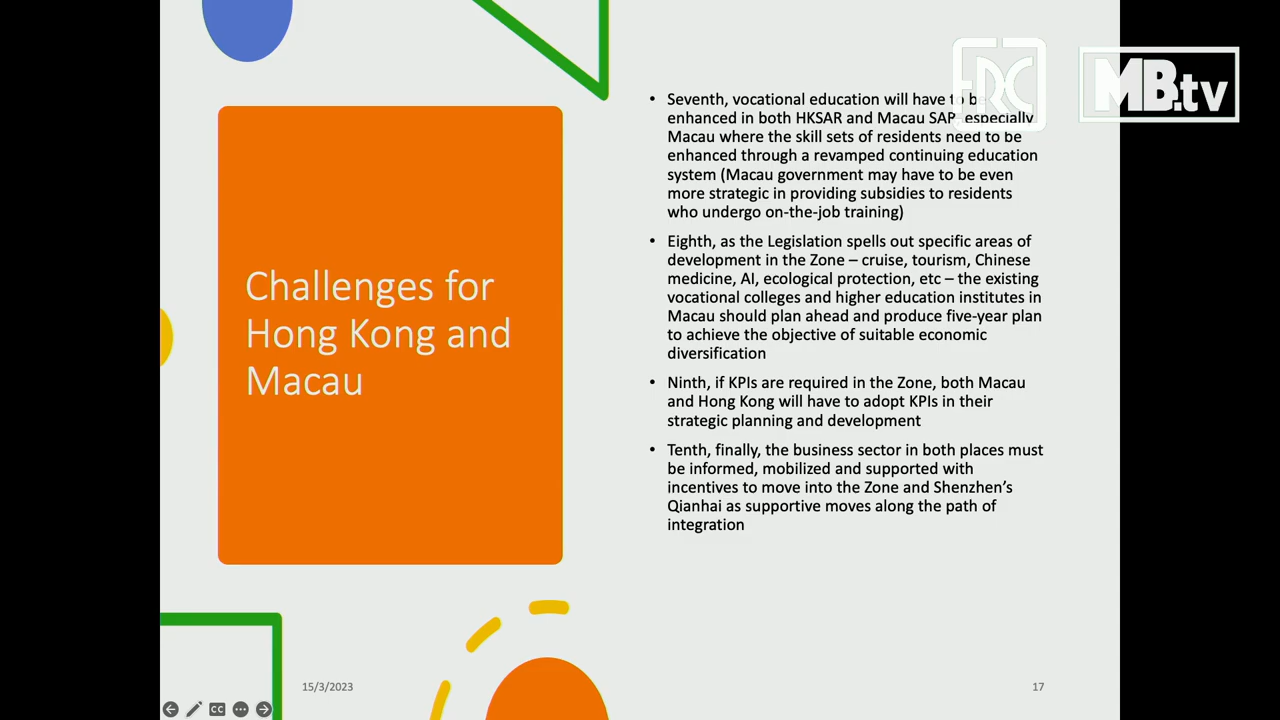 FRC
MB.tv
Challenges for
Hong Kong and
Macau
• Seventh, vocational education will have to be
enhanced in both HKSAR and Macau SAP, especially
Macau where the skill sets of residents need to be
enhanced through a revamped continuing education
system (Macau government may have to be even
more strategic in providing subsidies to residents
who undergo on-the-job training)
• Eighth, as the Legislation spells out specific areas of
development in the Zone – cruise, tourism, Chinese
medicine, AI, ecological protection, etc – the existing
vocational colleges and higher education institutes in
Macau should plan ahead and produce five-year plan
to achieve the objective of suitable economic
diversification
• Ninth, if KPIs are required in the Zone, both Macau
and Hong Kong will have to adopt KPIs in their
strategic planning and development
• Tenth, finally, the business sector in both places must
be informed, mobilized and supported with
incentives to move into the Zone and Shenzhen’s
Qianhai as supportive moves along the path of
integration
15/3/2023
17
CC